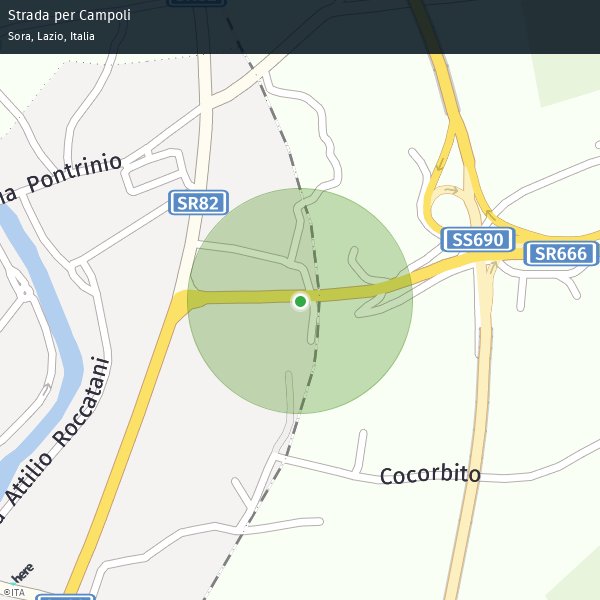 Strada per Campoli
Sora, Lazio, Italia
Pontrinio
SR82
SS690
SR666
Attilio Roccatani
Cocorbito
here
©ITA